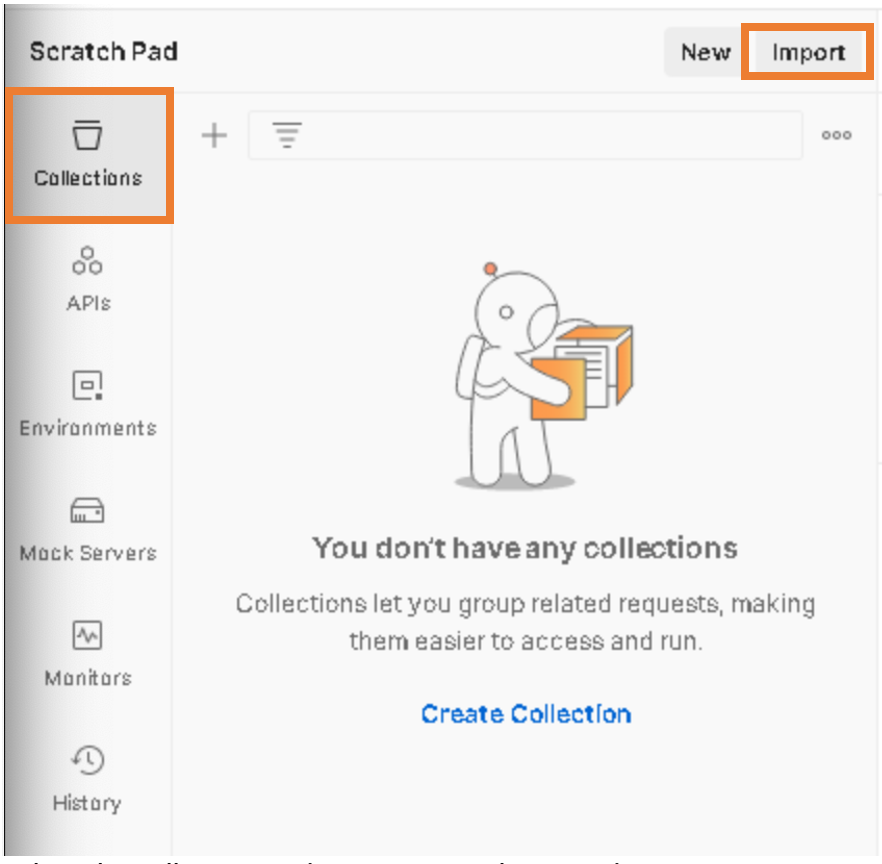 Scratch Pad
New
Import
Collections
APIs
Environments
Mock Servers
Monitors
History
You don't have any collections
Collections let you group related requests, making
them easier to access and run.
Create Collection